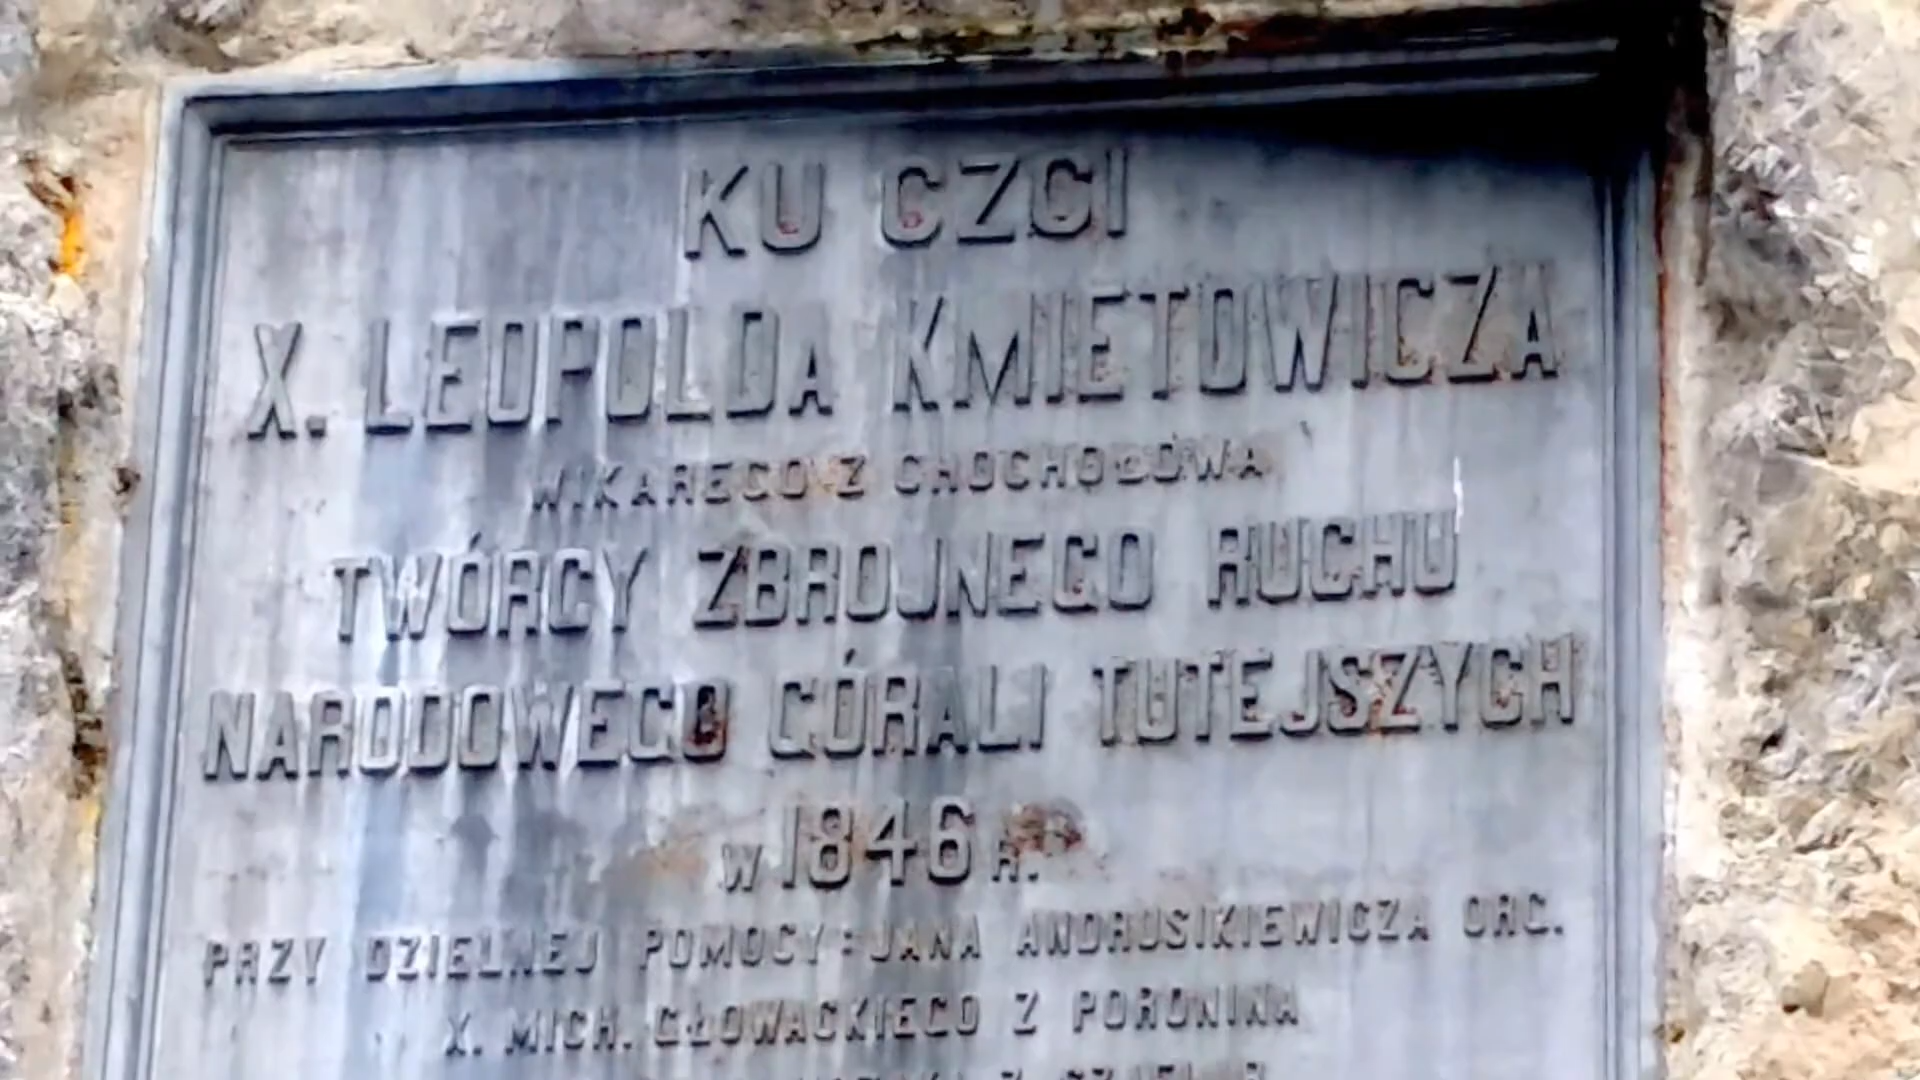 KU CZCI
X. LEOPOLDA KMIETOWICZA
WIKAREGO Z CHOCHOŁOWA
TWÓRCY ZBROJNEGO RUCHU
NARODOWEGO GÓRALI TUTEJSZYCH
W 1846 R.
PRZY DZIELNEJ POMOCY: JANA ANDRUSIKIEWICZA ORG.
X. MICH. GŁOWACKIEGO Z PORONINA